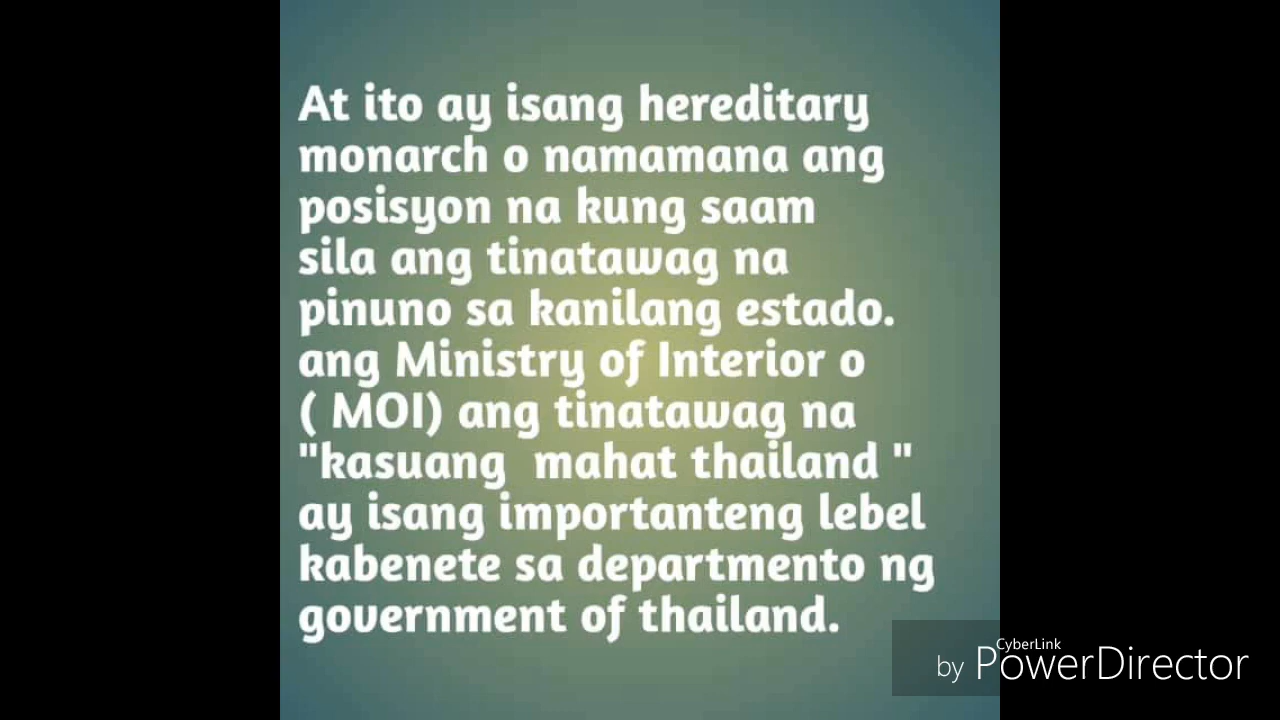 At ito ay isang hereditary
monarch o namamana ang
posisyon na kung saam
sila ang tinatawag na
pinuno sa kanilang estado.
ang Ministry of Interior o
( MOI) ang tinatawag na
"kasuang  mahat thailand "
ay isang importanteng lebel
kabenete sa departmento ng
government of thailand.
CyberLink
by PowerDirector